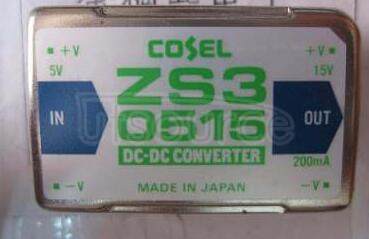 COSEL
+V +V
5V 15V
ZS3
IN OUT
0515
DC-DC CONVERTER
200mA
-V -V
MADE IN JAPAN